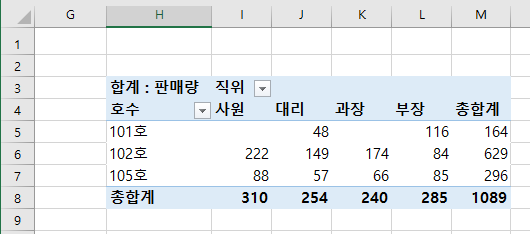 G H I J K L M
1
2
3 합계 : 판매량 직위
4 호수 사원 대리 과장 부장 총합계
5 101호 48 116 164
6 102호 222 149 174 84 629
7 105호 88 57 66 85 296
8 총합계 310 254 240 285 1089
9